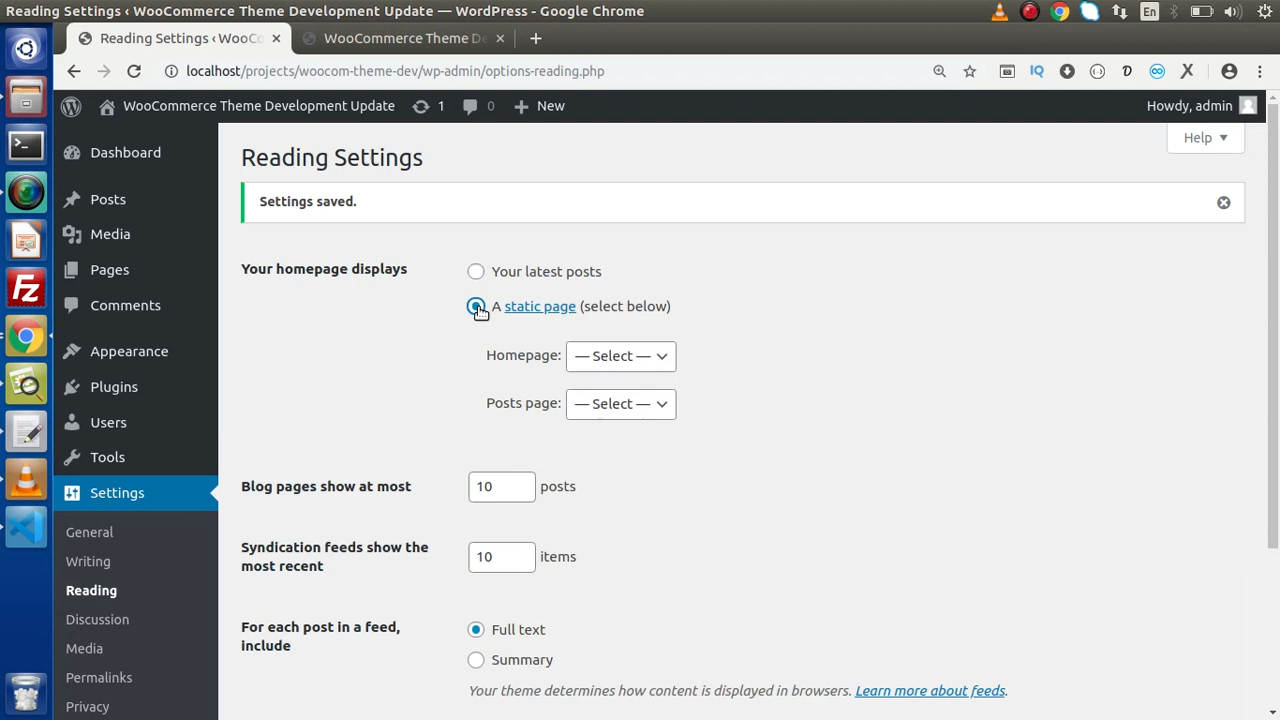 Reading Settings ‹ WooCommerce Theme Development Update — WordPress - Google Chrome
En
Reading Settings ‹ WooCo
WooCommerce Theme De
localhost/projects/woocom-theme-dev/wp-admin/options-reading.php
IQ
D
X
WooCommerce Theme Development Update
1
0
New
Howdy, admin
Help
Dashboard
Posts
Media
Pages
Comments
Appearance
Plugins
Users
Tools
Settings
General
Writing
Reading
Discussion
Media
Permalinks
Privacy
Reading Settings
Settings saved.
Your homepage displays
Your latest posts
A static page (select below)
Homepage: — Select —
Posts page: — Select —
Blog pages show at most
10 posts
Syndication feeds show the
most recent
10 items
For each post in a feed,
include
Full text
Summary
Your theme determines how content is displayed in browsers. Learn more about feeds.